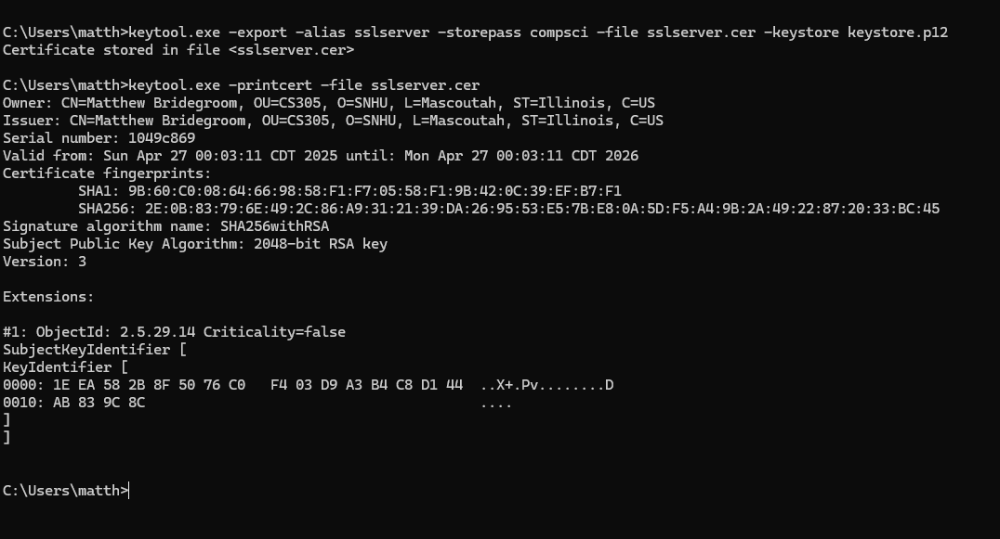 C:\Users\matth>keytool.exe -export -alias sslserver -storepass compsci -file sslserver.cer -keystore keystore.p12
Certificate stored in file <sslserver.cer>
C:\Users\matth>keytool.exe -printcert -file sslserver.cer
Owner: CN=Matthew Bridegroom, OU=CS305, O=SNHU, L=Mascoutah, ST=Illinois, C=US
Issuer: CN=Matthew Bridegroom, OU=CS305, O=SNHU, L=Mascoutah, ST=Illinois, C=US
Serial number: 1049c869
Valid from: Sun Apr 27 00:03:11 CDT 2025 until: Mon Apr 27 00:03:11 CDT 2026
Certificate fingerprints:
SHA1: 9B:60:C0:08:64:66:98:58:F1:F7:05:58:F1:9B:42:0C:39:EF:B7:F1
SHA256: 2E:0B:83:79:6E:49:2C:86:A9:31:21:39:DA:26:95:53:E5:7B:E8:0A:5D:F5:A4:9B:2A:49:22:87:20:33:BC:45
Signature algorithm name: SHA256withRSA
Subject Public Key Algorithm: 2048-bit RSA key
Version: 3
Extensions:
#1: ObjectId: 2.5.29.14 Criticality=false
SubjectKeyIdentifier [
KeyIdentifier [
0000: 1E EA 58 2B 8F 50 76 C0   F4 03 D9 A3 B4 C8 D1 44  ..X+.Pv........D
0010: AB 83 9C 8C                                        ....
]
]
C:\Users\matth>